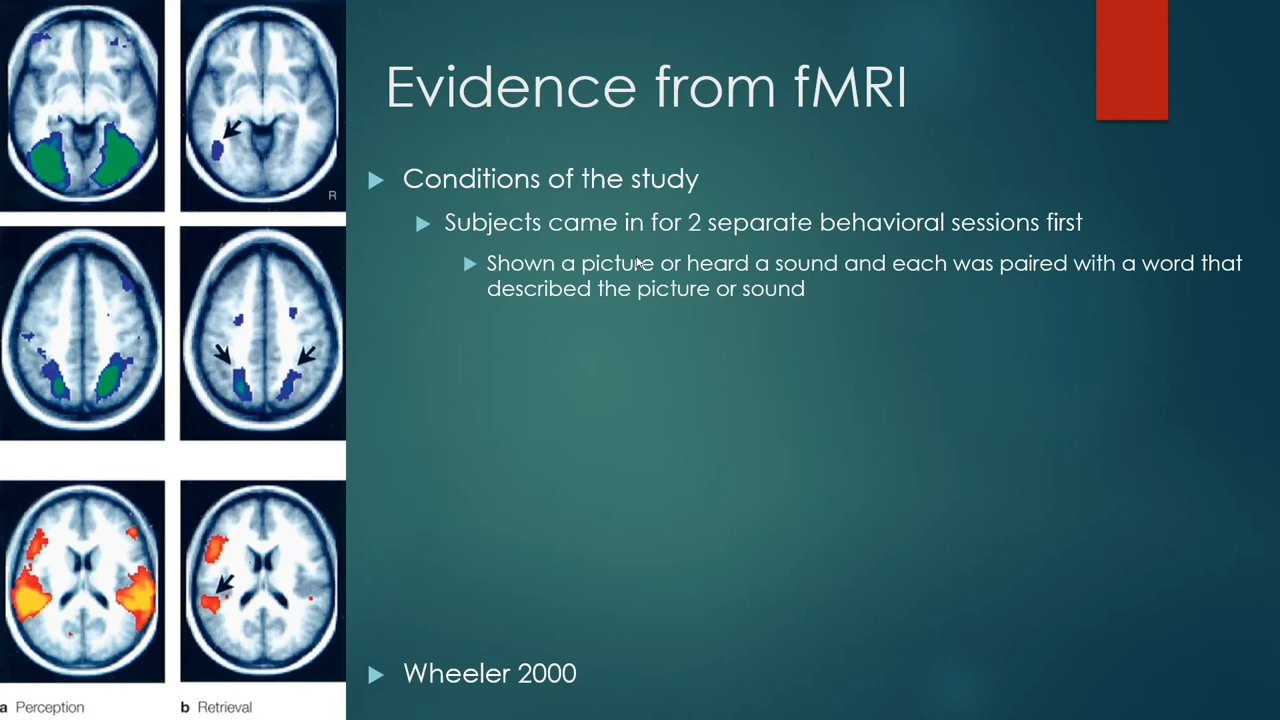 Evidence from fMRI
Conditions of the study
Subjects came in for 2 separate behavioral sessions first
Shown a picture or heard a sound and each was paired with a word that
described the picture or sound
Wheeler 2000
R
a Perception
b Retrieval